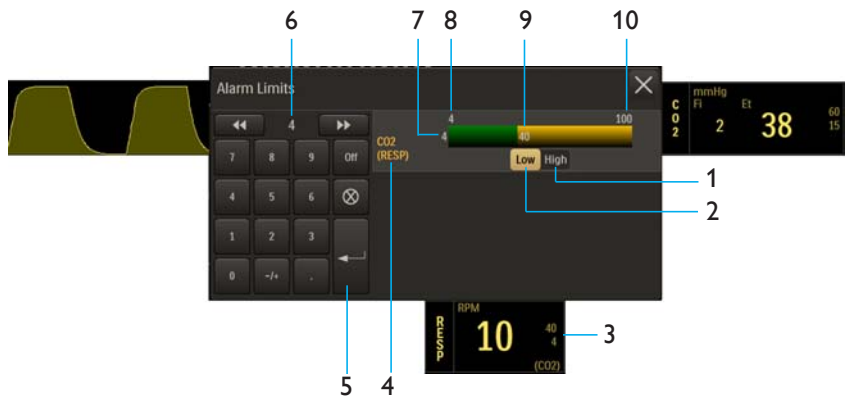 6 7 8 9 10
Alarm Limits
4
7 8 9 Off
4 5 6
1 2 3
0 -/+ .
CO2
(RESP)
4 100
4 40
Low High
C
O
2
mmHg
Fi Et
2 38
60
15
1
2
R
E
S
P
RPM
10
40
4
(CO2)
3
5 4